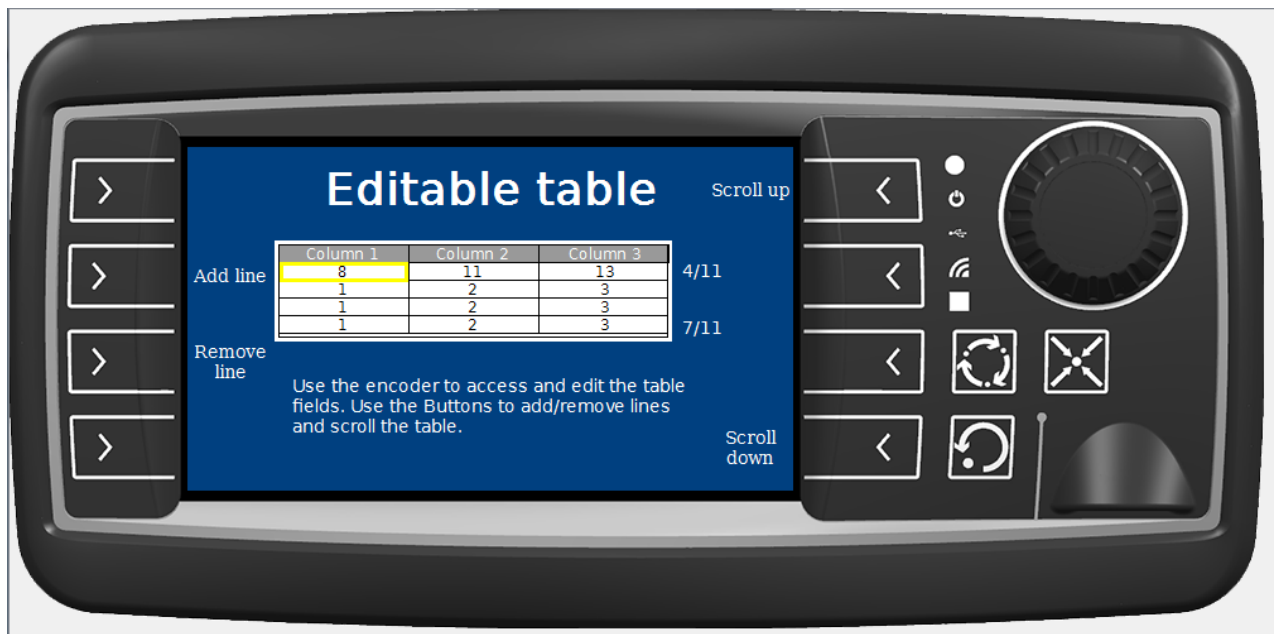 Editable table
Scroll up
Column 1 Column 2 Column 3
Add line
8 11 13
4/11
1 2 3
1 2 3
1 2 3
7/11
Remove
line
Use the encoder to access and edit the table
fields. Use the Buttons to add/remove lines
and scroll the table.
Scroll
down